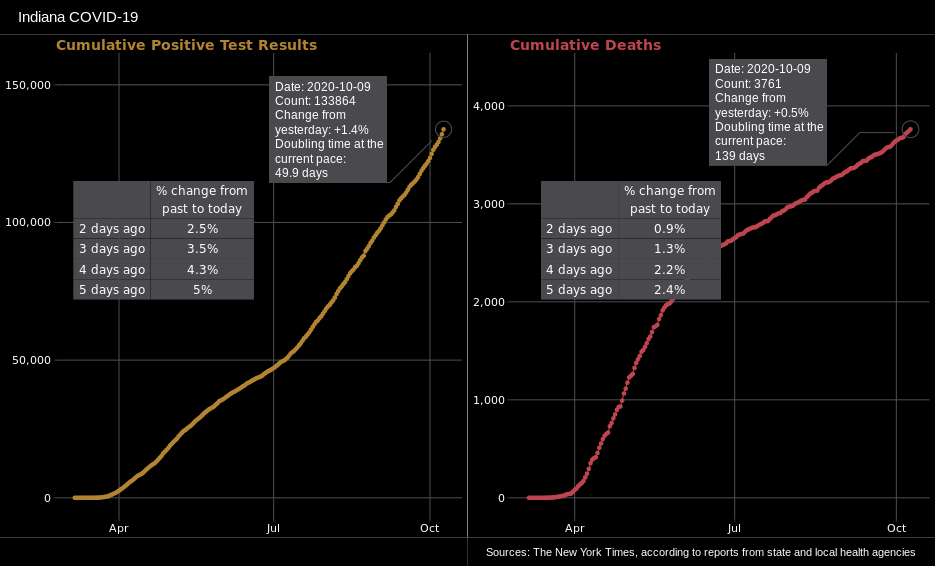 Indiana COVID-19
Cumulative Positive Test Results
150,000
100,000
50,000
0
Apr
Jul
Oct
Date: 2020-10-09
Count: 133864
Change from
yesterday: +1.4%
Doubling time at the
current pace:
49.9 days
% change from
past to today
2 days ago 2.5%
3 days ago 3.5%
4 days ago 4.3%
5 days ago 5%
Cumulative Deaths
4,000
3,000
2,000
1,000
0
Apr
Jul
Oct
Date: 2020-10-09
Count: 3761
Change from
yesterday: +0.5%
Doubling time at the
current pace:
139 days
% change from
past to today
2 days ago 0.9%
3 days ago 1.3%
4 days ago 2.2%
5 days ago 2.4%
Sources: The New York Times, according to reports from state and local health agencies